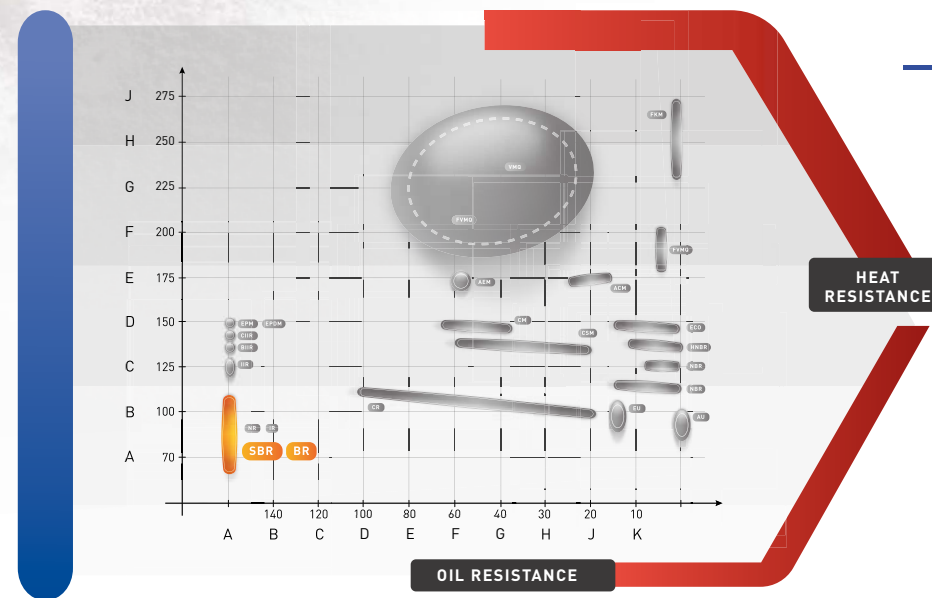 J 275
FKM
H 250
VMQ
G 225
FVMQ
F 200
FVMQ
E 175
AEM
ACM
HEAT
RESISTANCE
D 150
EPM EPDM
CM
ECO
CIIR
CSM
BIIR
HNBR
C 125
IIR
NBR
NBR
B 100
CR
EU
AU
NR IR
SBR BR
A 70
140 120 100 80 60 40 30 20 10
A B C D E F G H J K
OIL RESISTANCE